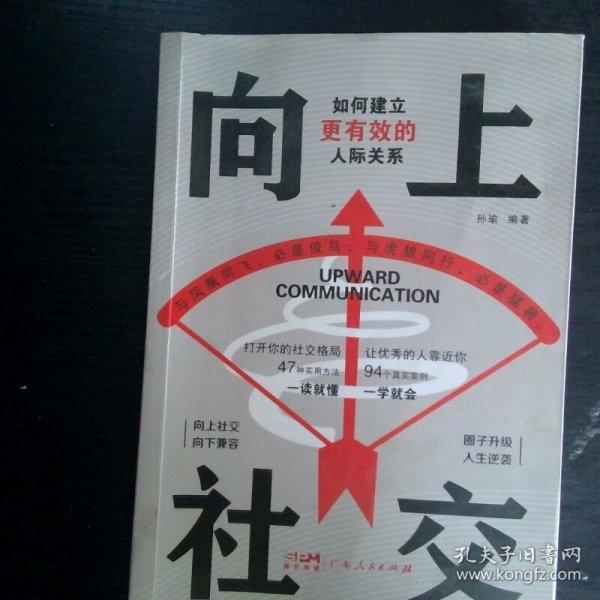 向上
如何建立
更有效的
人际关系
孙瑜 编著
与凤凰同飞，必是俊鸟；与虎狼同行，必是猛兽。
UPWARD
COMMUNICATION
打开你的社交格局
47种实用方法
一读就懂
让优秀的人靠近你
94个真实案例
一学就会
向上社交
向下兼容
圈子升级
人生逆袭
社交
南方传媒
广东人民出版社
孔夫子旧书网
www.kongfz.com